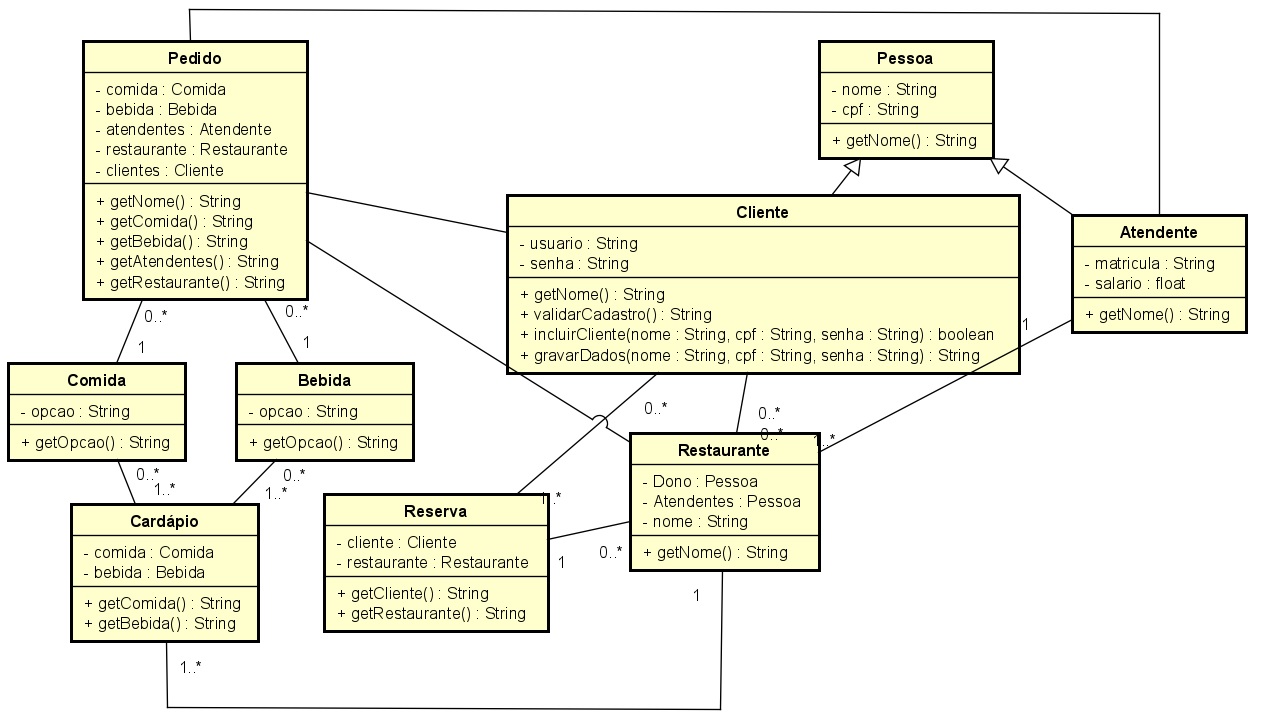 Pedido
- comida : Comida
- bebida : Bebida
- atendentes : Atendente
- restaurante : Restaurante
- clientes : Cliente
+ getNome() : String
+ getComida() : String
+ getBebida() : String
+ getAtendentes() : String
+ getRestaurante() : String
Pessoa
- nome : String
- cpf : String
+ getNome() : String
Cliente
- usuario : String
- senha : String
+ getNome() : String
+ validarCadastro() : String
+ incluirCliente(nome : String, cpf : String, senha : String) : boolean
+ gravarDados(nome : String, cpf : String, senha : String) : String
Atendente
- matricula : String
- salario : float
+ getNome() : String
0..*
1
0..*
1
1
Comida
- opcao : String
+ getOpcao() : String
Bebida
- opcao : String
+ getOpcao() : String
0..*
0..*
0..*
1..*
Restaurante
- Dono : Pessoa
- Atendentes : Pessoa
- nome : String
+ getNome() : String
0..*
1..*
0..*
1..*
Cardápio
- comida : Comida
- bebida : Bebida
+ getComida() : String
+ getBebida() : String
1..*
Reserva
- cliente : Cliente
- restaurante : Restaurante
+ getCliente() : String
+ getRestaurante() : String
0..*
1
1
1..*